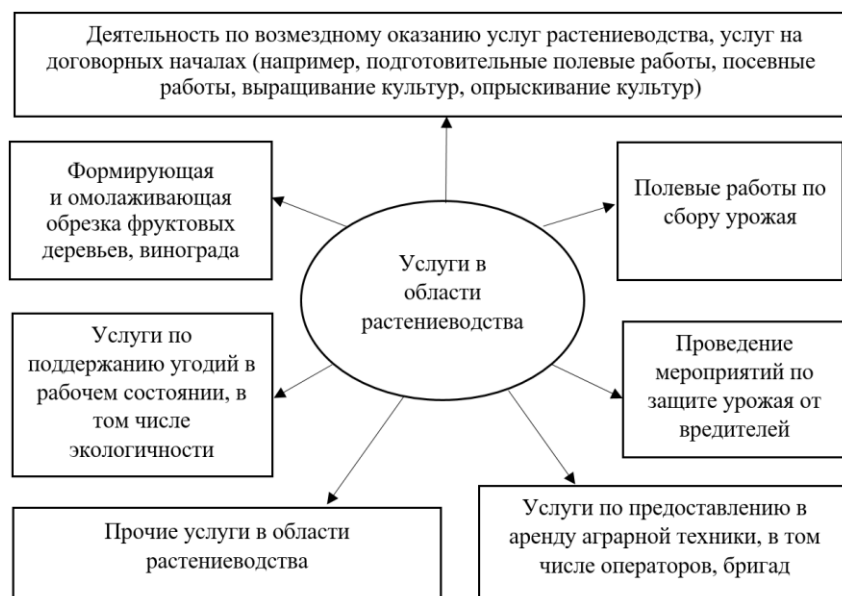 Деятельность по возмездному оказанию услуг растениеводства, услуг на
договорных началах (например, подготовительные полевые работы, посевные
работы, выращивание культур, опрыскивание культур)
Формирующая
и омолаживающая
обрезка фруктовых
деревьев, винограда
Полевые работы по
сбору урожая
Услуги в
области
растениеводства
Услуги по
поддержанию угодий в
рабочем состоянии, в
том числе
экологичности
Проведение
мероприятий по
защите урожая от
вредителей
Прочие услуги в области
растениеводства
Услуги по предоставлению в
аренду аграрной техники, в том
числе операторов, бригад